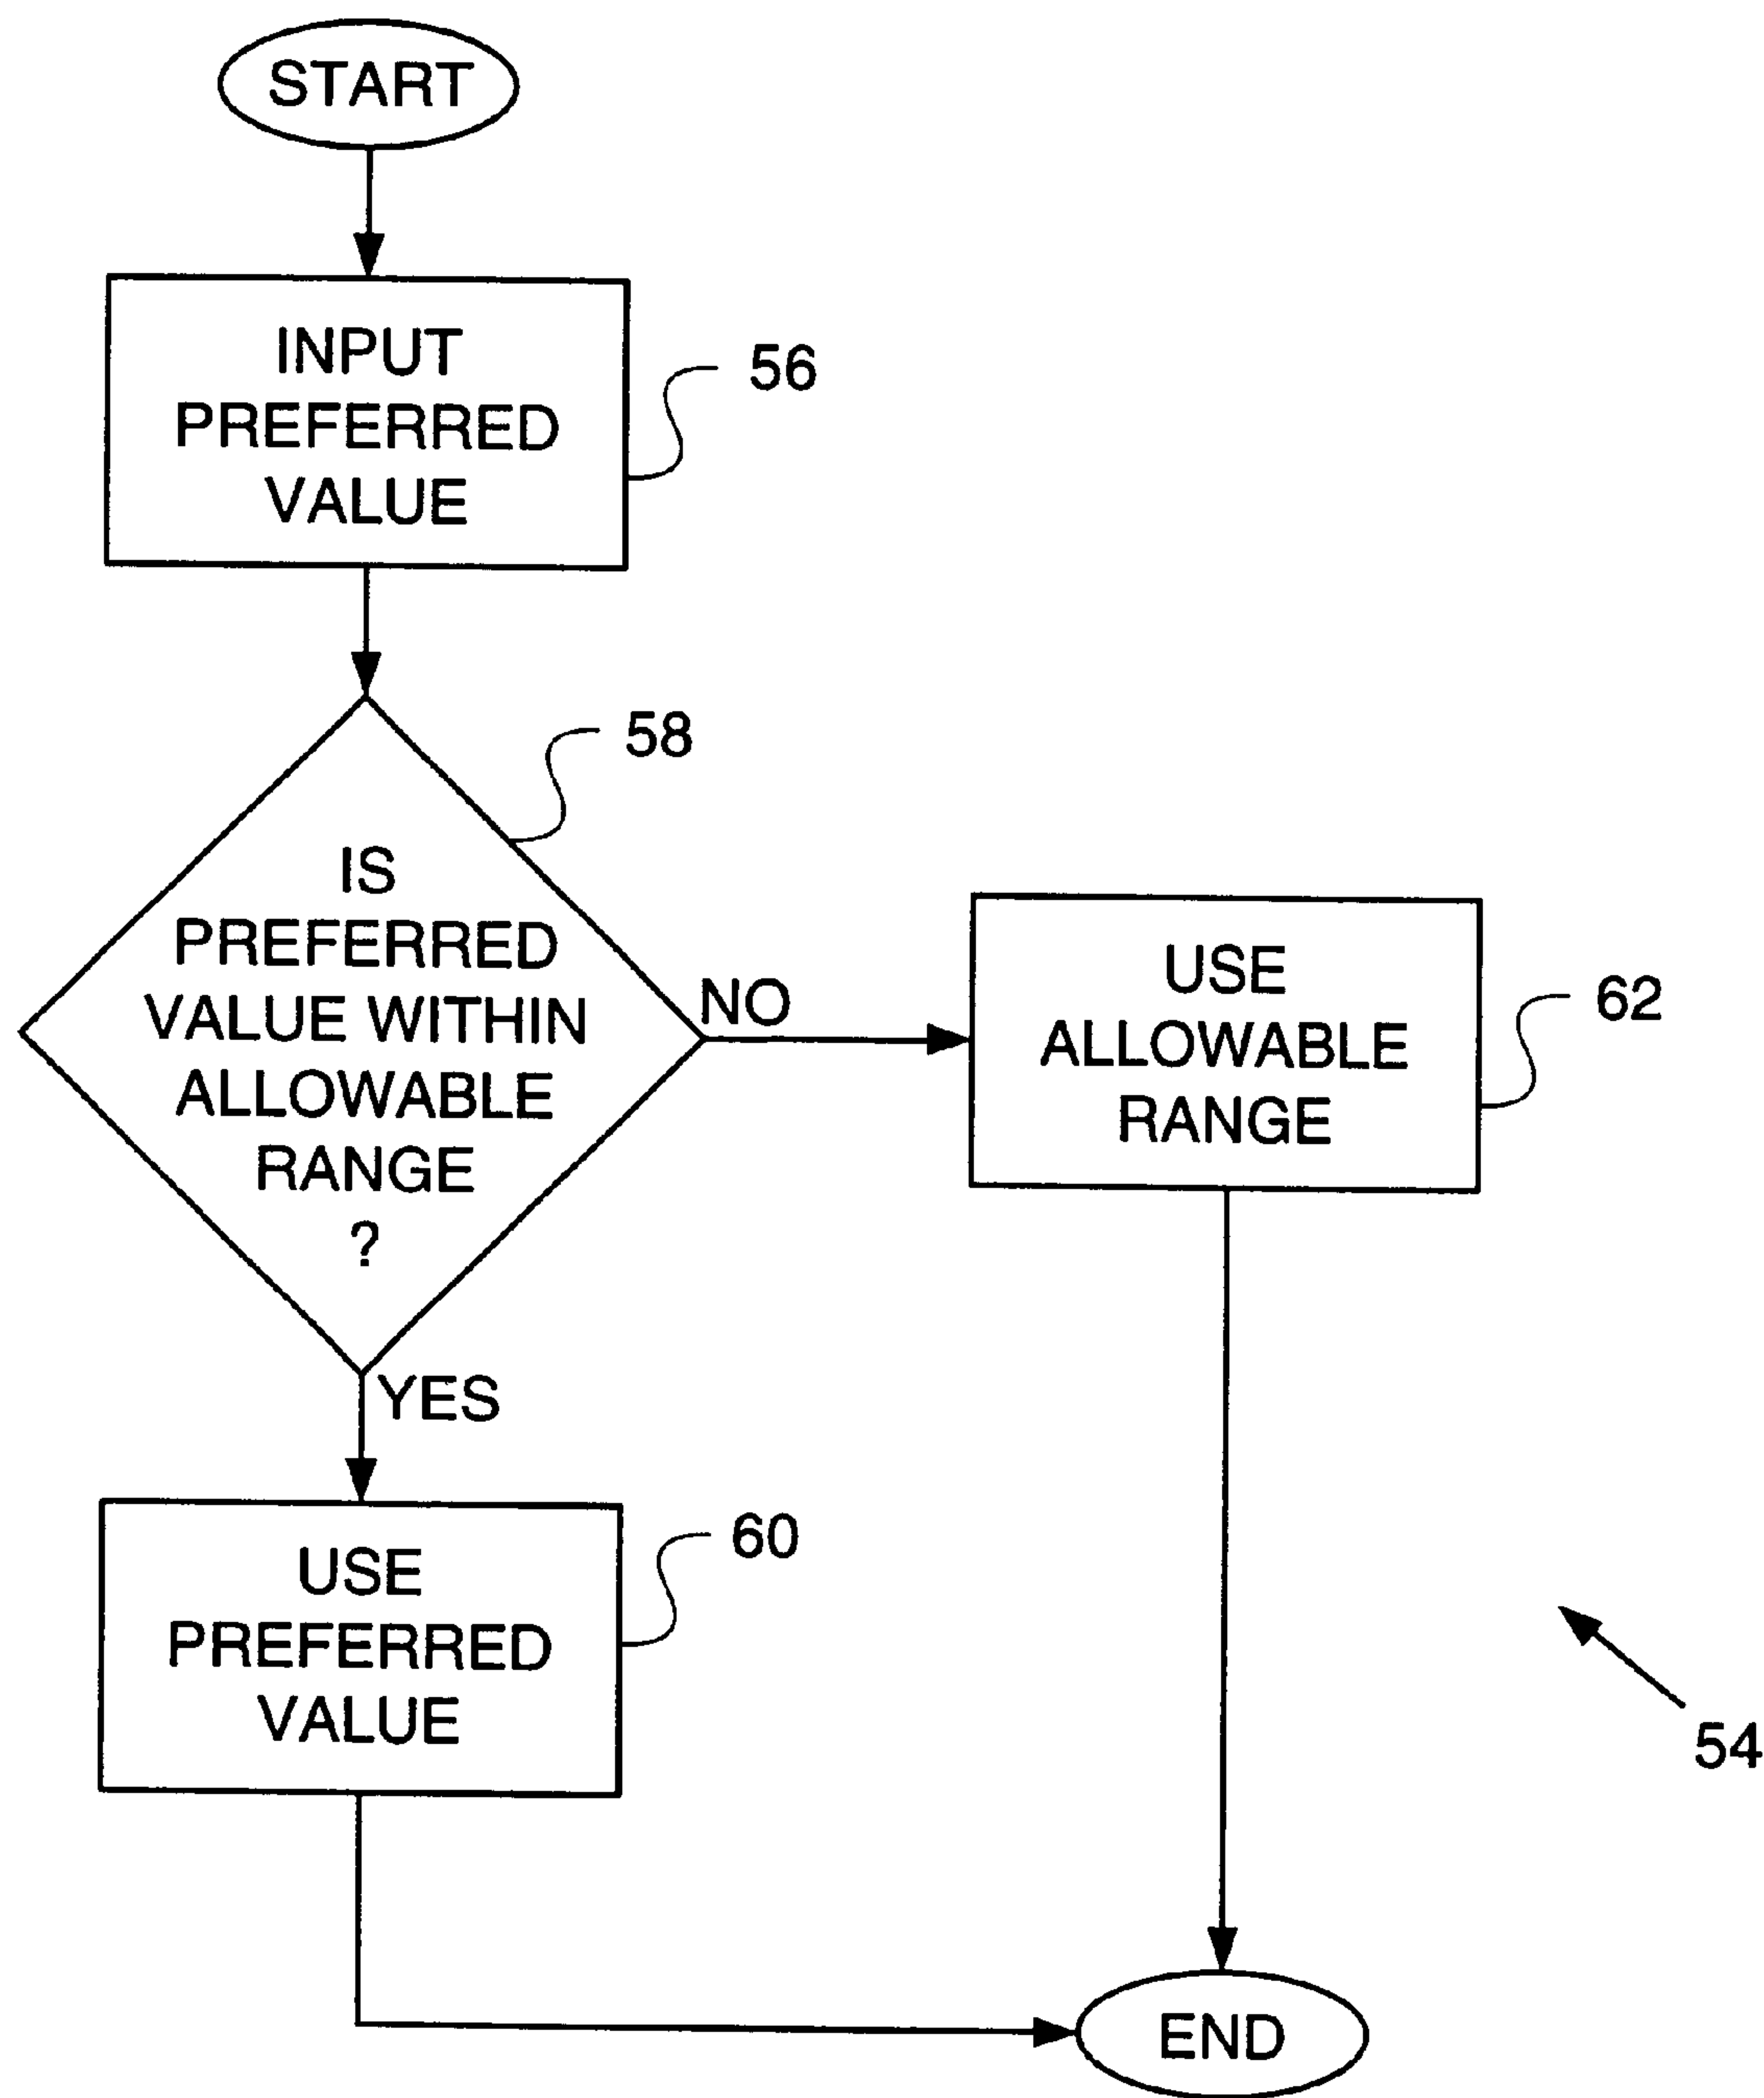 START
INPUT
PREFERRED
VALUE
56
58
IS
PREFERRED
VALUE WITHIN
ALLOWABLE
RANGE
?
NO
USE
ALLOWABLE
RANGE
62
YES
USE
PREFERRED
VALUE
60
54
END